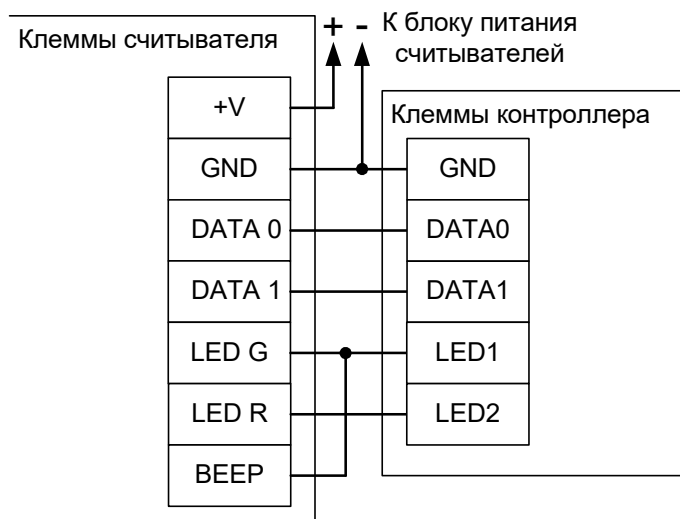 Клеммы считывателя
+ - К блоку питания
считывателей
+V
Клеммы контроллера
GND
GND
DATA 0
DATA0
DATA 1
DATA1
LED G
LED1
LED R
LED2
BEEP